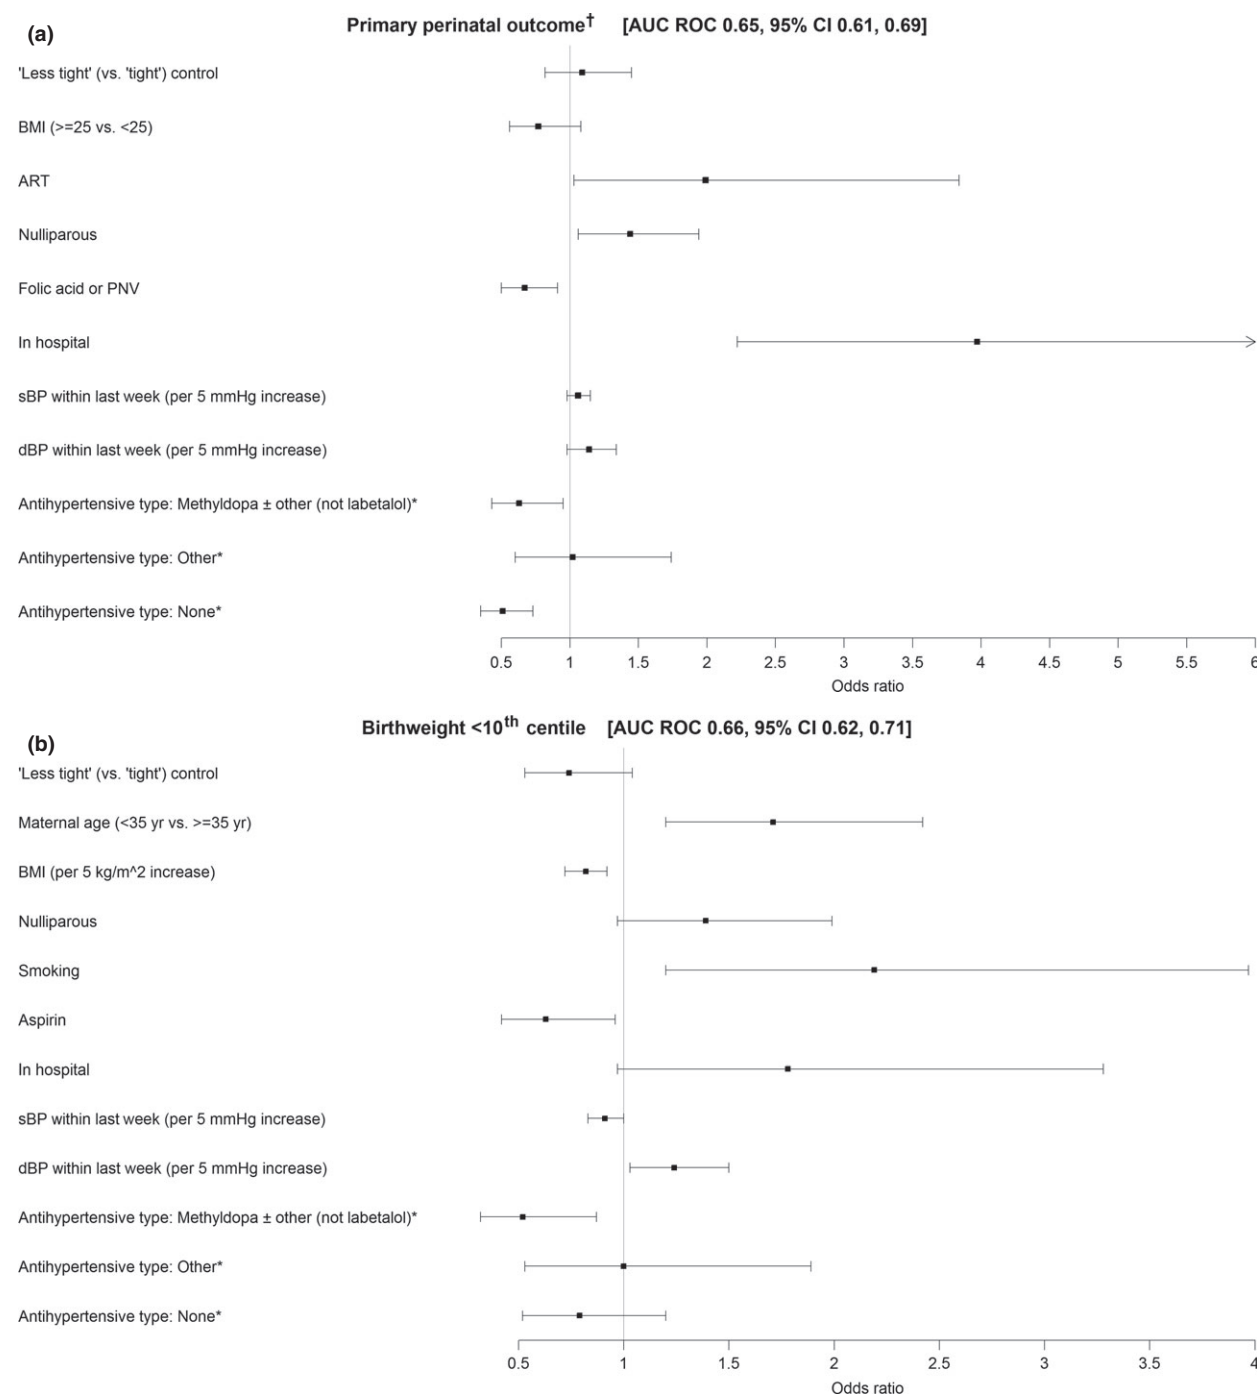 (a)
Primary perinatal outcome† [AUC ROC 0.65, 95% CI 0.61, 0.69]
'Less tight' (vs. 'tight') control
BMI (>=25 vs. <25)
ART
Nulliparous
Folic acid or PNV
In hospital
sBP within last week (per 5 mmHg increase)
dBP within last week (per 5 mmHg increase)
Antihypertensive type: Methyldopa ± other (not labetalol)*
Antihypertensive type: Other*
Antihypertensive type: None*
0.5 1 1.5 2 2.5 3 3.5 4 4.5 5 5.5 6
Odds ratio
(b)
Birthweight <10th centile [AUC ROC 0.66, 95% CI 0.62, 0.71]
'Less tight' (vs. 'tight') control
Maternal age (<35 yr vs. >=35 yr)
BMI (per 5 kg/m^2 increase)
Nulliparous
Smoking
Aspirin
In hospital
sBP within last week (per 5 mmHg increase)
dBP within last week (per 5 mmHg increase)
Antihypertensive type: Methyldopa ± other (not labetalol)*
Antihypertensive type: Other*
Antihypertensive type: None*
0.5 1 1.5 2 2.5 3 3.5 4
Odds ratio